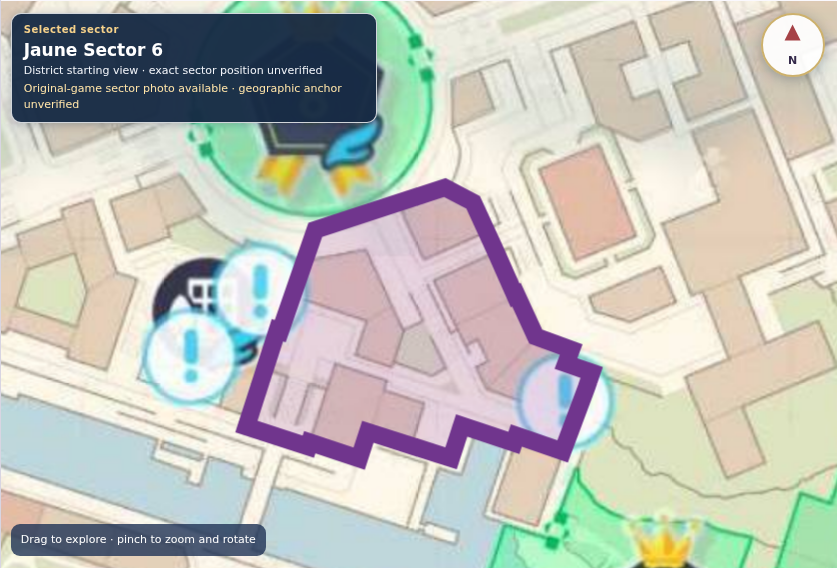 Selected sector
Jaune Sector 6
District starting view · exact sector position unverified
Original-game sector photo available · geographic anchor
unverified
N
Drag to explore · pinch to zoom and rotate